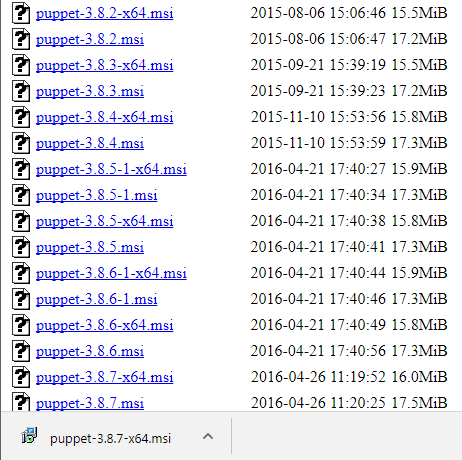 puppet-3.8.2-x64.msi 2015-08-06 15:06:46 15.5MiB
puppet-3.8.2.msi 2015-08-06 15:06:47 17.2MiB
puppet-3.8.3-x64.msi 2015-09-21 15:39:19 15.5MiB
puppet-3.8.3.msi 2015-09-21 15:39:23 17.2MiB
puppet-3.8.4-x64.msi 2015-11-10 15:53:56 15.8MiB
puppet-3.8.4.msi 2015-11-10 15:53:59 17.3MiB
puppet-3.8.5-1-x64.msi 2016-04-21 17:40:27 15.9MiB
puppet-3.8.5-1.msi 2016-04-21 17:40:34 17.3MiB
puppet-3.8.5-x64.msi 2016-04-21 17:40:38 15.8MiB
puppet-3.8.5.msi 2016-04-21 17:40:41 17.3MiB
puppet-3.8.6-1-x64.msi 2016-04-21 17:40:44 15.9MiB
puppet-3.8.6-1.msi 2016-04-21 17:40:46 17.3MiB
puppet-3.8.6-x64.msi 2016-04-21 17:40:49 15.8MiB
puppet-3.8.6.msi 2016-04-21 17:40:56 17.3MiB
puppet-3.8.7-x64.msi 2016-04-26 11:19:52 16.0MiB
puppet-3.8.7.msi 2016-04-26 11:20:25 17.5MiB
puppet-3.8.7-x64.msi